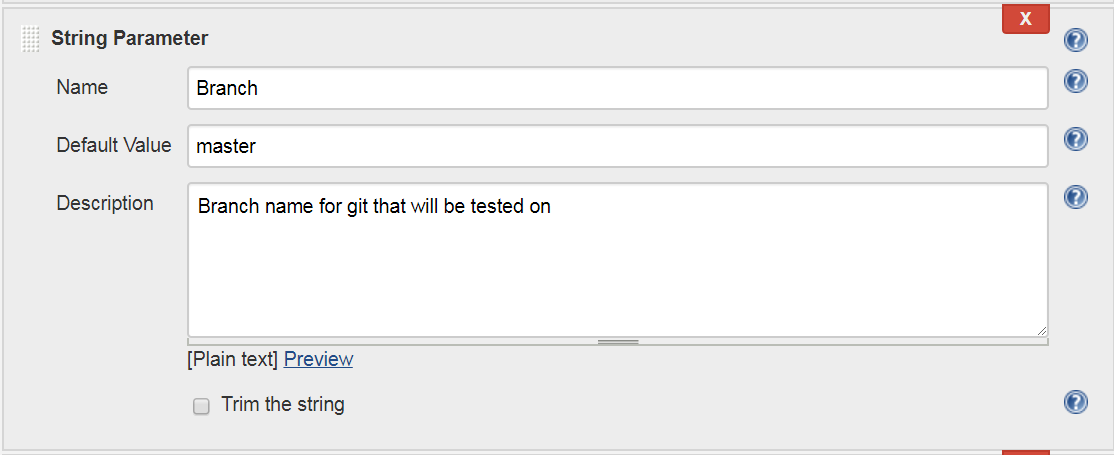 X
String Parameter
?
Name Branch ?
Default Value master ?
Description Branch name for git that will be tested on ?
[Plain text] Preview
Trim the string ?